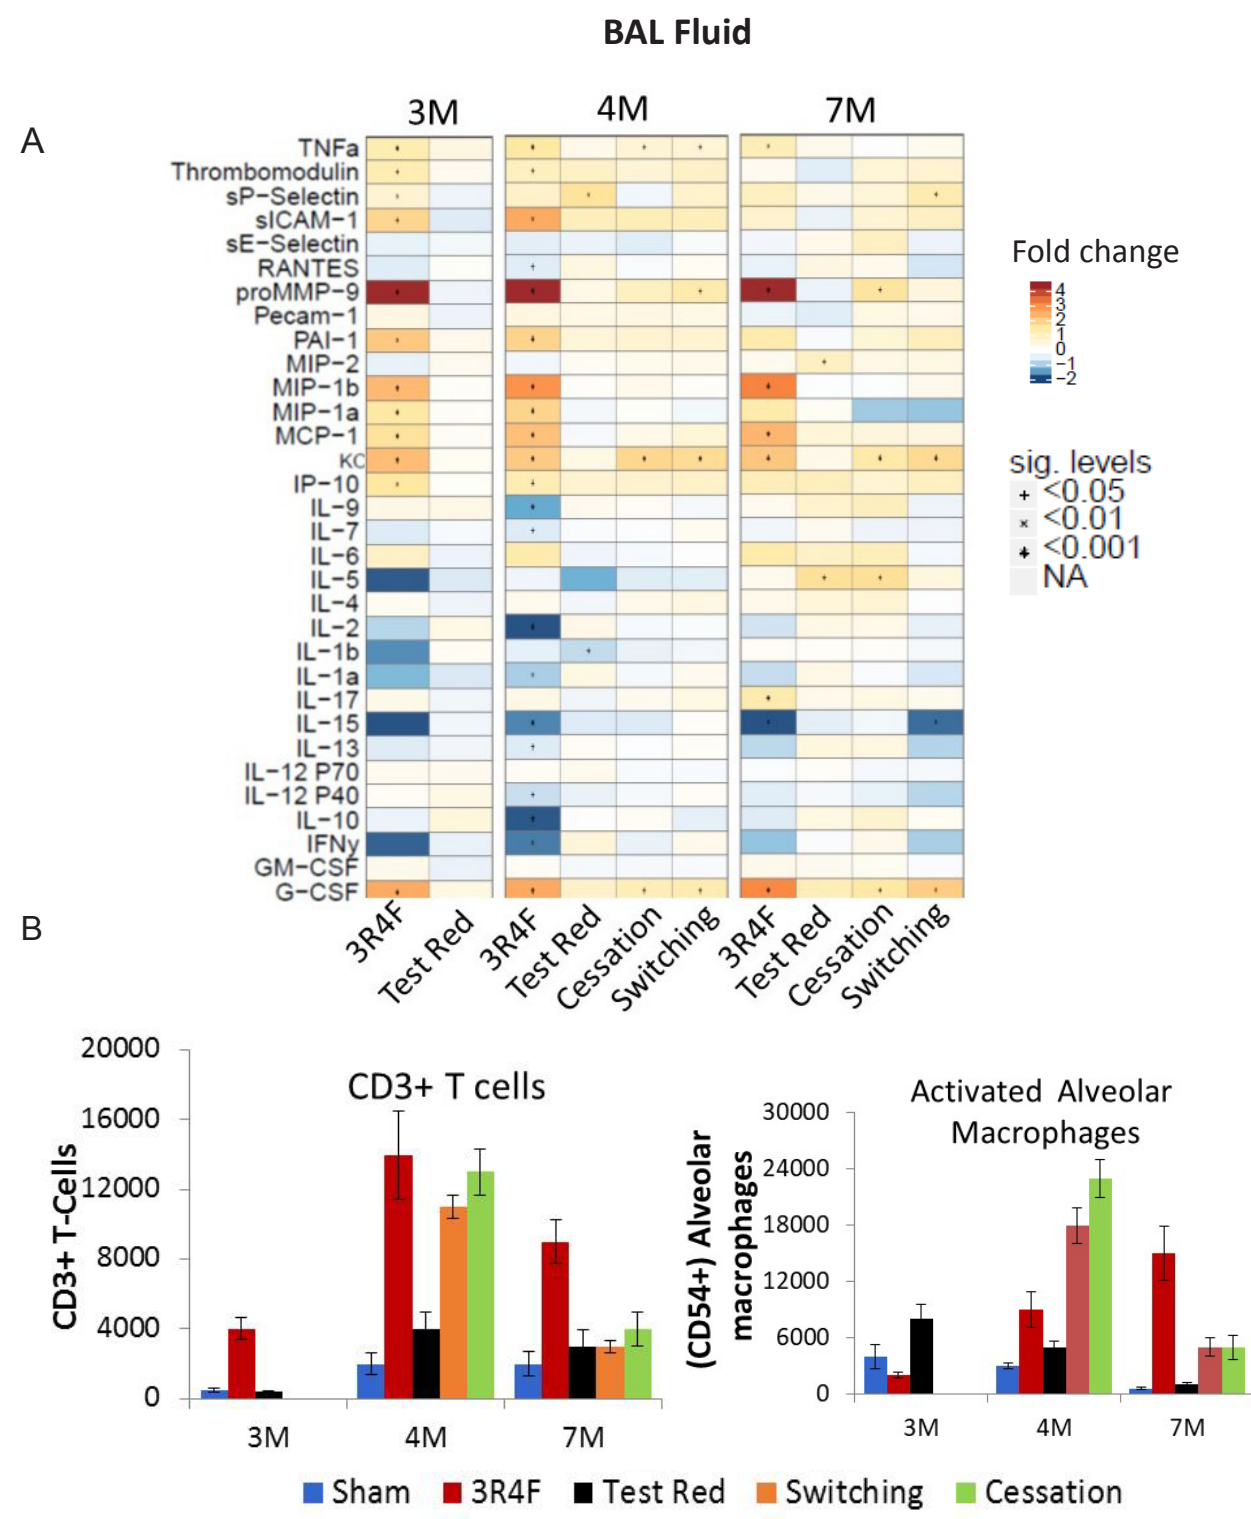 BAL Fluid
A
3M 4M 7M
TNFa
Thrombomodulin
sP-Selectin
sICAM-1
sE-Selectin
RANTES
proMMP-9
Pecam-1
PAI-1
MIP-2
MIP-1b
MIP-1a
MCP-1
KC
IP-10
IL-9
IL-7
IL-6
IL-5
IL-4
IL-2
IL-1b
IL-1a
IL-17
IL-15
IL-13
IL-12 P70
IL-12 P40
IL-10
IFNy
GM-CSF
G-CSF
3R4F Test Red 3R4F Test Red Cessation Switching 3R4F Test Red Cessation Switching
Fold change
4
3
2
1
0
-1
-2
sig. levels
+ <0.05
× <0.01
<0.001
NA
B
CD3+ T cells
CD3+ T-Cells
20000
16000
12000
8000
4000
0
3M 4M 7M
Activated Alveolar
Macrophages
(CD54+) Alveolar
macrophages
30000
24000
18000
12000
6000
0
3M 4M 7M
Sham 3R4F Test Red Switching Cessation